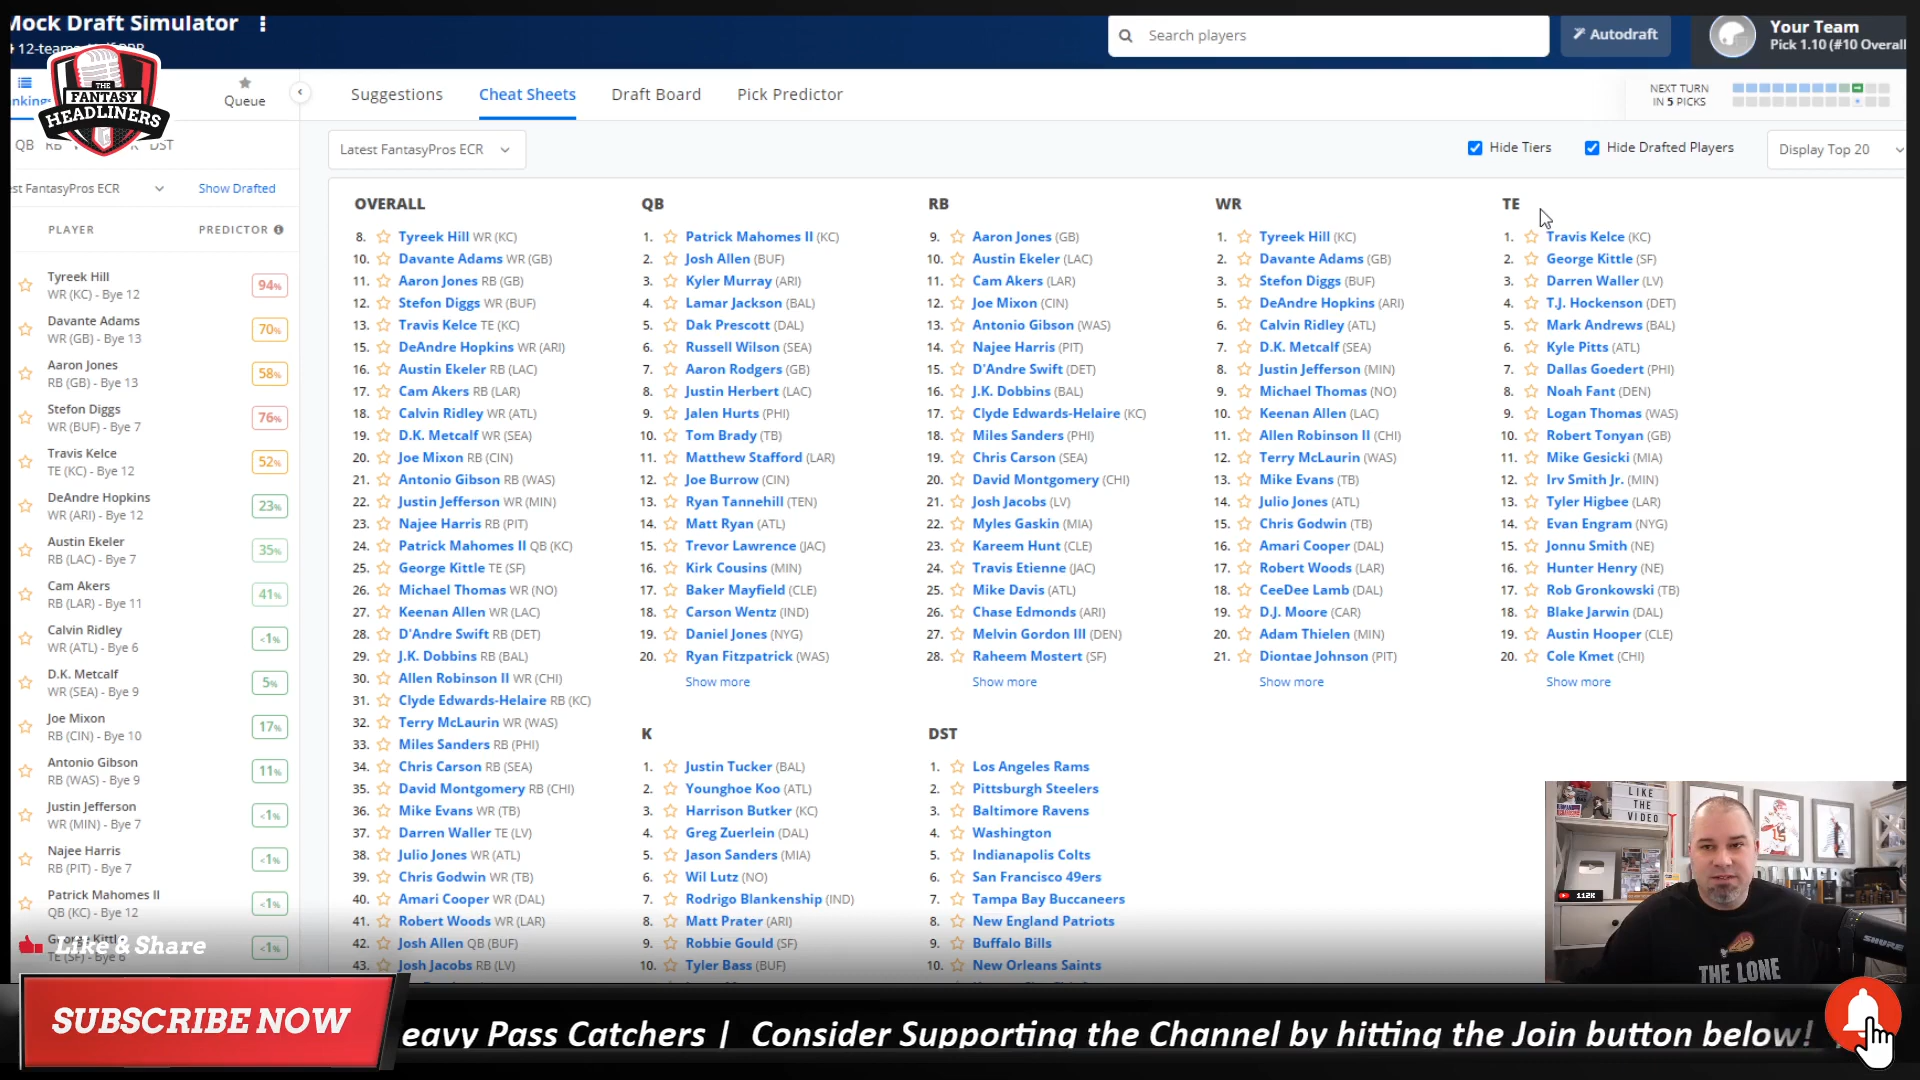 Mock Draft Simulator
12-team
Search players
Autodraft
Your Team
Pick 1.10 (#10 Overall
THE
FANTASY
HEADLINERS
Queue
Suggestions
Cheat Sheets
Draft Board
Pick Predictor
NEXT TURN
IN 5 PICKS
QB RB DST
Latest FantasyPros ECR
Hide Tiers
Hide Drafted Players
Display Top 20
st FantasyPros ECR
Show Drafted
PLAYER PREDICTOR
Tyreek Hill
WR (KC) - Bye 12
94%
Davante Adams
WR (GB) - Bye 13
70%
Aaron Jones
RB (GB) - Bye 13
58%
Stefon Diggs
WR (BUF) - Bye 7
76%
Travis Kelce
TE (KC) - Bye 12
52%
DeAndre Hopkins
WR (ARI) - Bye 12
23%
Austin Ekeler
RB (LAC) - Bye 7
35%
Cam Akers
RB (LAR) - Bye 11
41%
Calvin Ridley
WR (ATL) - Bye 6
<1%
D.K. Metcalf
WR (SEA) - Bye 9
5%
Joe Mixon
RB (CIN) - Bye 10
17%
Antonio Gibson
RB (WAS) - Bye 9
11%
Justin Jefferson
WR (MIN) - Bye 7
<1%
Najee Harris
RB (PIT) - Bye 7
<1%
Patrick Mahomes II
QB (KC) - Bye 12
<1%
George Kittle
TE (SF) - Bye 6
<1%
OVERALL
8. Tyreek Hill WR (KC)
10. Davante Adams WR (GB)
11. Aaron Jones RB (GB)
12. Stefon Diggs WR (BUF)
13. Travis Kelce TE (KC)
15. DeAndre Hopkins WR (ARI)
16. Austin Ekeler RB (LAC)
17. Cam Akers RB (LAR)
18. Calvin Ridley WR (ATL)
19. D.K. Metcalf WR (SEA)
20. Joe Mixon RB (CIN)
21. Antonio Gibson RB (WAS)
22. Justin Jefferson WR (MIN)
23. Najee Harris RB (PIT)
24. Patrick Mahomes II QB (KC)
25. George Kittle TE (SF)
26. Michael Thomas WR (NO)
27. Keenan Allen WR (LAC)
28. D'Andre Swift RB (DET)
29. J.K. Dobbins RB (BAL)
30. Allen Robinson II WR (CHI)
31. Clyde Edwards-Helaire RB (KC)
32. Terry McLaurin WR (WAS)
33. Miles Sanders RB (PHI)
34. Chris Carson RB (SEA)
35. David Montgomery RB (CHI)
36. Mike Evans WR (TB)
37. Darren Waller TE (LV)
38. Julio Jones WR (ATL)
39. Chris Godwin WR (TB)
40. Amari Cooper WR (DAL)
41. Robert Woods WR (LAR)
42. Josh Allen QB (BUF)
43. Josh Jacobs RB (LV)
QB
1. Patrick Mahomes II (KC)
2. Josh Allen (BUF)
3. Kyler Murray (ARI)
4. Lamar Jackson (BAL)
5. Dak Prescott (DAL)
6. Russell Wilson (SEA)
7. Aaron Rodgers (GB)
8. Justin Herbert (LAC)
9. Jalen Hurts (PHI)
10. Tom Brady (TB)
11. Matthew Stafford (LAR)
12. Joe Burrow (CIN)
13. Ryan Tannehill (TEN)
14. Matt Ryan (ATL)
15. Trevor Lawrence (JAC)
16. Kirk Cousins (MIN)
17. Baker Mayfield (CLE)
18. Carson Wentz (IND)
19. Daniel Jones (NYG)
20. Ryan Fitzpatrick (WAS)
Show more
RB
9. Aaron Jones (GB)
10. Austin Ekeler (LAC)
11. Cam Akers (LAR)
12. Joe Mixon (CIN)
13. Antonio Gibson (WAS)
14. Najee Harris (PIT)
15. D'Andre Swift (DET)
16. J.K. Dobbins (BAL)
17. Clyde Edwards-Helaire (KC)
18. Miles Sanders (PHI)
19. Chris Carson (SEA)
20. David Montgomery (CHI)
21. Josh Jacobs (LV)
22. Myles Gaskin (MIA)
23. Kareem Hunt (CLE)
24. Travis Etienne (JAC)
25. Mike Davis (ATL)
26. Chase Edmonds (ARI)
27. Melvin Gordon III (DEN)
28. Raheem Mostert (SF)
Show more
WR
1. Tyreek Hill (KC)
2. Davante Adams (GB)
3. Stefon Diggs (BUF)
5. DeAndre Hopkins (ARI)
6. Calvin Ridley (ATL)
7. D.K. Metcalf (SEA)
8. Justin Jefferson (MIN)
9. Michael Thomas (NO)
10. Keenan Allen (LAC)
11. Allen Robinson II (CHI)
12. Terry McLaurin (WAS)
13. Mike Evans (TB)
14. Julio Jones (ATL)
15. Chris Godwin (TB)
16. Amari Cooper (DAL)
17. Robert Woods (LAR)
18. CeeDee Lamb (DAL)
19. D.J. Moore (CAR)
20. Adam Thielen (MIN)
21. Diontae Johnson (PIT)
Show more
TE
1. Travis Kelce (KC)
2. George Kittle (SF)
3. Darren Waller (LV)
4. T.J. Hockenson (DET)
5. Mark Andrews (BAL)
6. Kyle Pitts (ATL)
7. Dallas Goedert (PHI)
8. Noah Fant (DEN)
9. Logan Thomas (WAS)
10. Robert Tonyan (GB)
11. Mike Gesicki (MIA)
12. Irv Smith Jr. (MIN)
13. Tyler Higbee (LAR)
14. Evan Engram (NYG)
15. Jonnu Smith (NE)
16. Hunter Henry (NE)
17. Rob Gronkowski (TB)
18. Blake Jarwin (DAL)
19. Austin Hooper (CLE)
20. Cole Kmet (CHI)
Show more
K
1. Justin Tucker (BAL)
2. Younghoe Koo (ATL)
3. Harrison Butker (KC)
4. Greg Zuerlein (DAL)
5. Jason Sanders (MIA)
6. Wil Lutz (NO)
7. Rodrigo Blankenship (IND)
8. Matt Prater (ARI)
9. Robbie Gould (SF)
10. Tyler Bass (BUF)
DST
1. Los Angeles Rams
2. Pittsburgh Steelers
3. Baltimore Ravens
4. Washington
5. Indianapolis Colts
6. San Francisco 49ers
7. Tampa Bay Buccaneers
8. New England Patriots
9. Buffalo Bills
10. New Orleans Saints
LIKE
THE
VIDEO
15
112K
SHURE
THE LONE
Like & Share
SUBSCRIBE NOW
eavy Pass Catchers | Consider Supporting the Channel by hitting the Join button below!